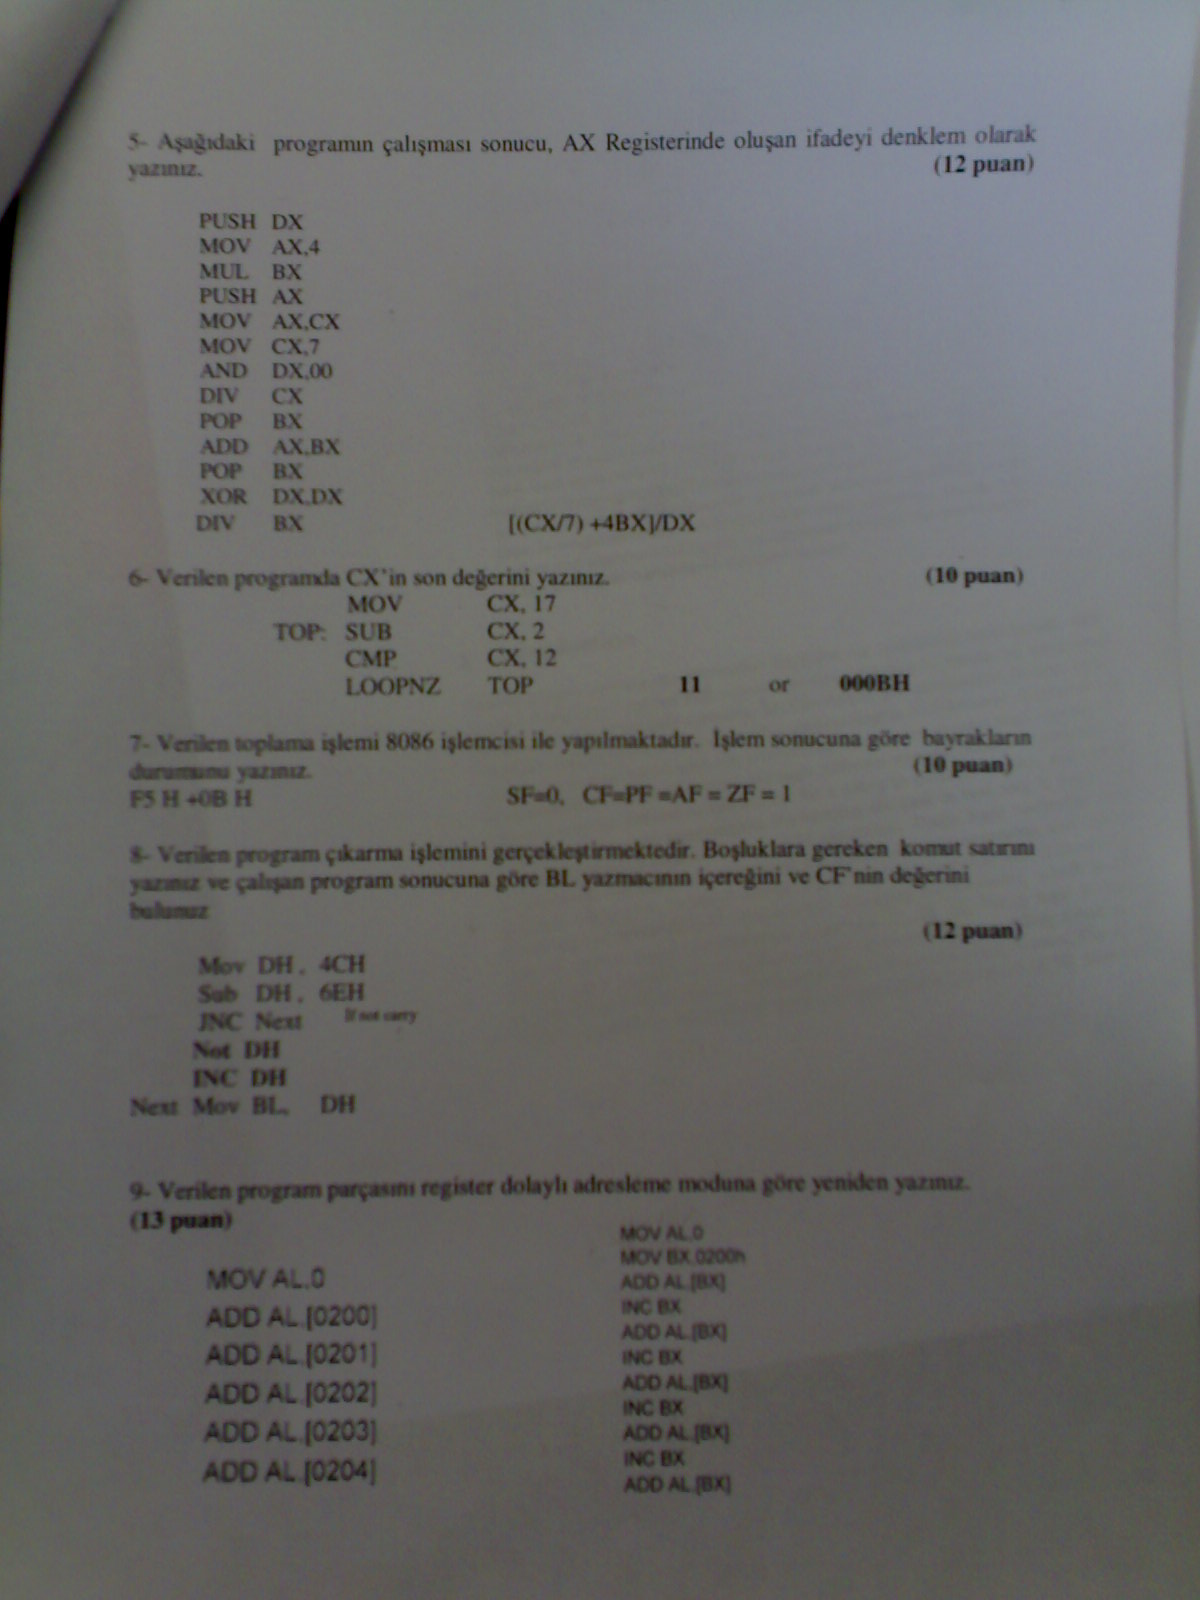 5- Aşağıdaki programın çalışması sonucu, AX Registerinde oluşan ifadeyi denklem olarak
yazınız. (12 puan)
PUSH DX
MOV AX,4
MUL BX
PUSH AX
MOV AX,CX
MOV CX,7
AND DX,00
DIV CX
POP BX
ADD AX,BX
POP BX
XOR DX,DX
DIV BX [(CX/7) +4BX]/DX
6- Verilen programda CX'in son değerini yazınız. (10 puan)
MOV CX, 17
TOP: SUB CX, 2
CMP CX, 12
LOOPNZ TOP 11 or 000BH
7- Verilen toplama işlemi 8086 işlemcisi ile yapılmaktadır. İşlem sonucuna göre bayrakların
durumunu yazınız. (10 puan)
F5 H +0B H SF=0, CF=PF =AF = ZF = 1
8- Verilen program çıkarma işlemini gerçekleştirmektedir. Boşluklara gereken komut satırını
yazınız ve çalışan program sonucuna göre BL yazmacının içereğini ve CF'nin değerini
bulunuz
(12 puan)
Mov DH , 4CH
Sub DH , 6EH
JNC Next If not carry
Not DH
INC DH
Next Mov BL, DH
9- Verilen program parçasını register dolaylı adresleme moduna göre yeniden yazınız.
(13 puan)
MOV AL,0
ADD AL,[0200]
ADD AL,[0201]
ADD AL,[0202]
ADD AL,[0203]
ADD AL,[0204]
MOV AL,0
MOV BX,0200h
ADD AL,[BX]
INC BX
ADD AL,[BX]
INC BX
ADD AL,[BX]
INC BX
ADD AL,[BX]
INC BX
ADD AL,[BX]